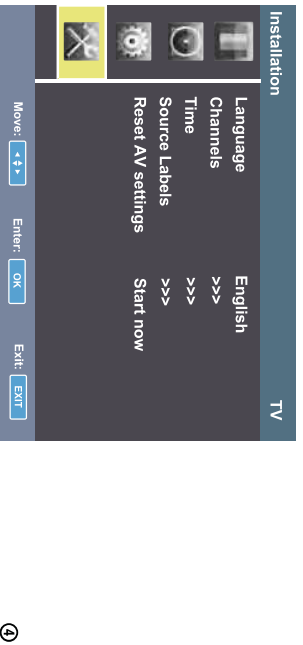 Installation TV
Language English
Channels >>>
Time >>>
Source Labels >>>
Reset AV settings Start now
Move: Enter: OK Exit: EXIT
4